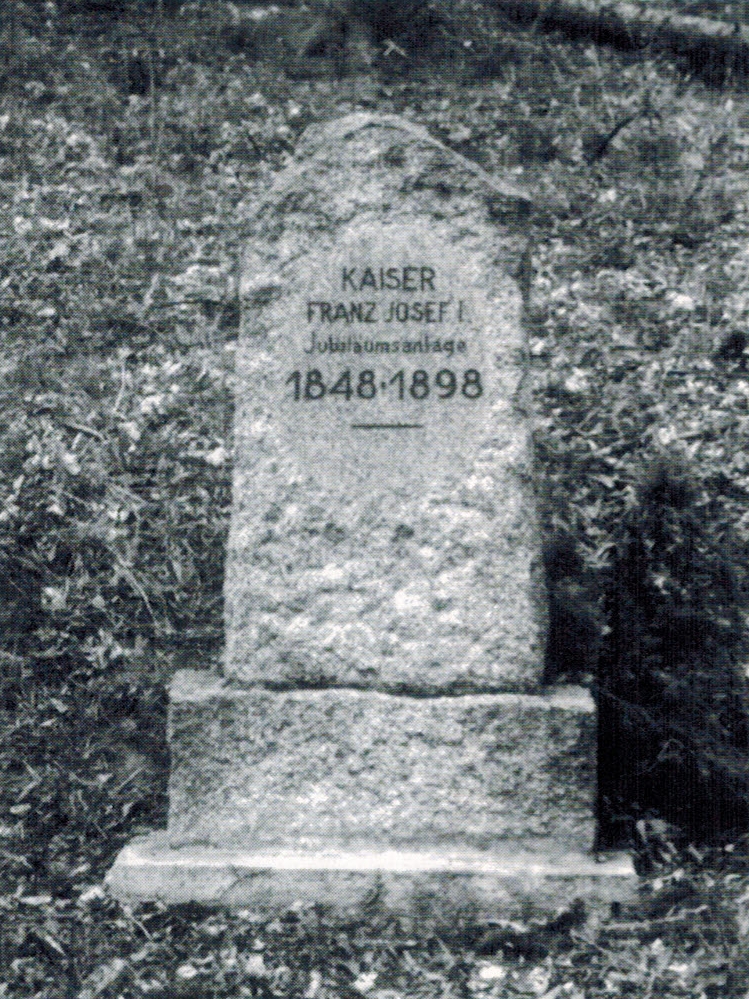 KAISER
FRANZ JOSEF I.
Jubiläumsanlage
1848·1898